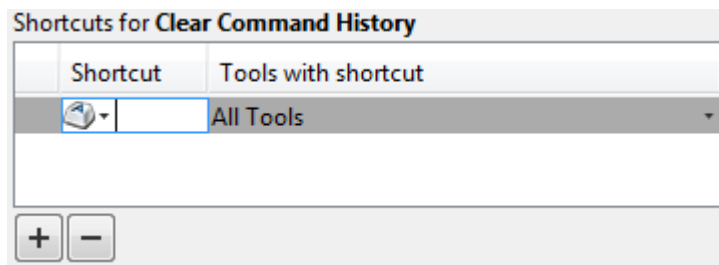 Shortcuts for Clear Command History
Shortcut Tools with shortcut
All Tools
+ −